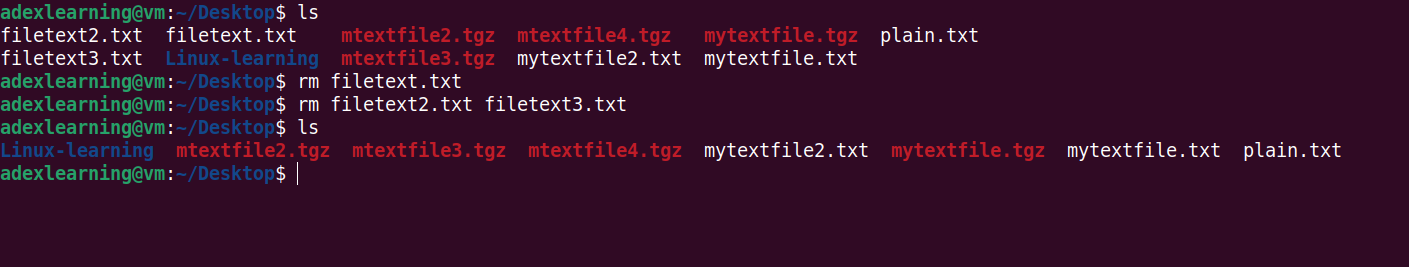 adexlearning@vm:~/Desktop$ ls
filetext2.txt  filetext.txt    mtextfile2.tgz  mtextfile4.tgz   mytextfile.tgz  plain.txt
filetext3.txt  Linux-learning  mtextfile3.tgz  mytextfile2.txt  mytextfile.txt
adexlearning@vm:~/Desktop$ rm filetext.txt
adexlearning@vm:~/Desktop$ rm filetext2.txt filetext3.txt
adexlearning@vm:~/Desktop$ ls
Linux-learning  mtextfile2.tgz  mtextfile3.tgz  mtextfile4.tgz  mytextfile2.txt  mytextfile.tgz  mytextfile.txt  plain.txt
adexlearning@vm:~/Desktop$